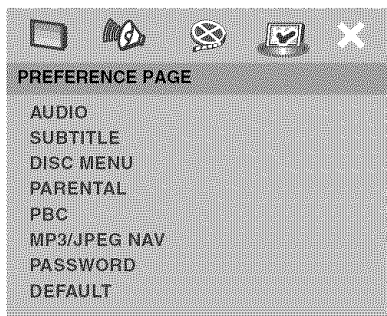 PREFERENCE PAGE
AUDIO
SUBTITLE
DISC MENU
PARENTAL
PBC
MP3/JPEG NAV
PASSWORD
DEFAULT